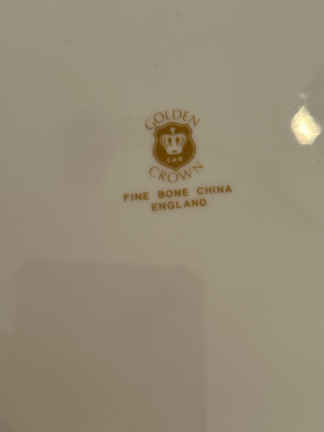 GOLDEN
CROWN
FINE BONE CHINA
ENGLAND